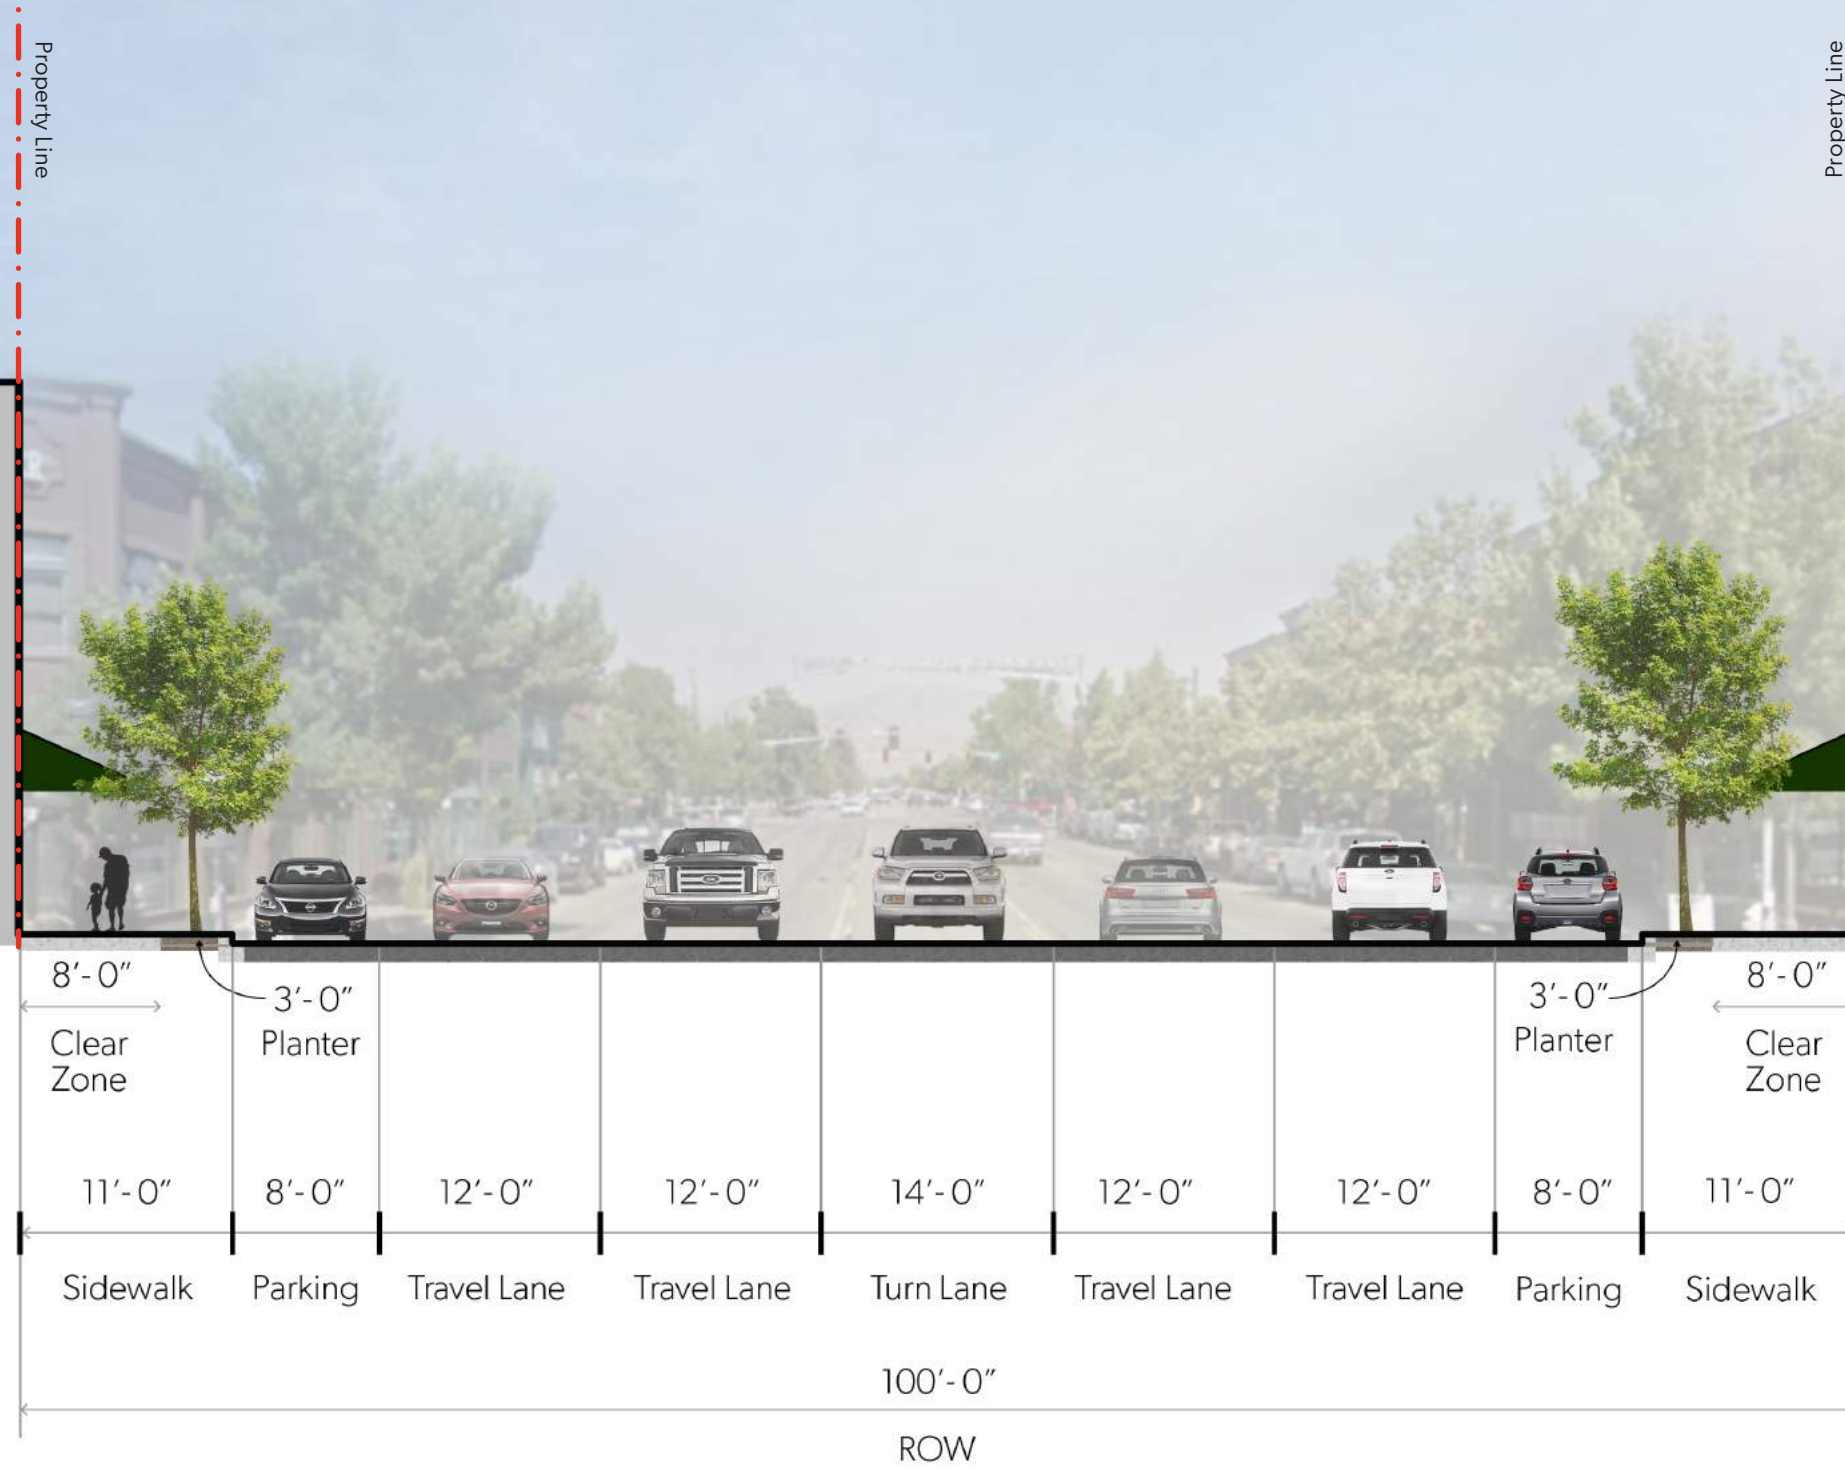 Property Line
Property Line
8'-0"
3'-0"
3'-0"
8'-0"
Clear
Zone
Planter
Planter
Clear
Zone
11'-0"
8'-0"
12'-0"
12'-0"
14'-0"
12'-0"
12'-0"
8'-0"
11'-0"
Sidewalk
Parking
Travel Lane
Travel Lane
Turn Lane
Travel Lane
Travel Lane
Parking
Sidewalk
100'-0"
ROW